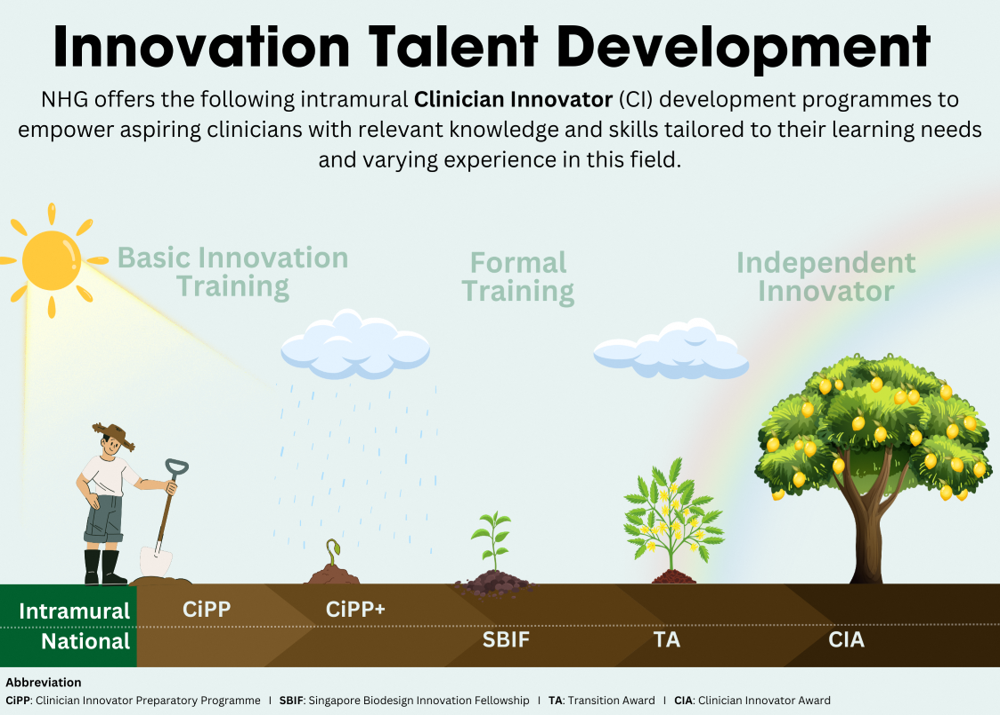 Innovation Talent Development
NHG offers the following intramural Clinician Innovator (CI) development programmes to
empower aspiring clinicians with relevant knowledge and skills tailored to their learning needs
and varying experience in this field.
Basic Innovation
Training
Formal
Training
Independent
Innovator
Intramural
CiPP
CiPP+
National
SBIF
TA
CIA
Abbreviation
CiPP: Clinician Innovator Preparatory Programme I SBIF: Singapore Biodesign Innovation Fellowship I TA: Transition Award I CIA: Clinician Innovator Award